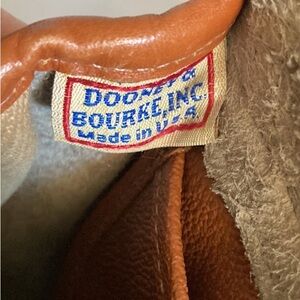 DOONEY &
BOURKE, INC.
Made in U.S.A